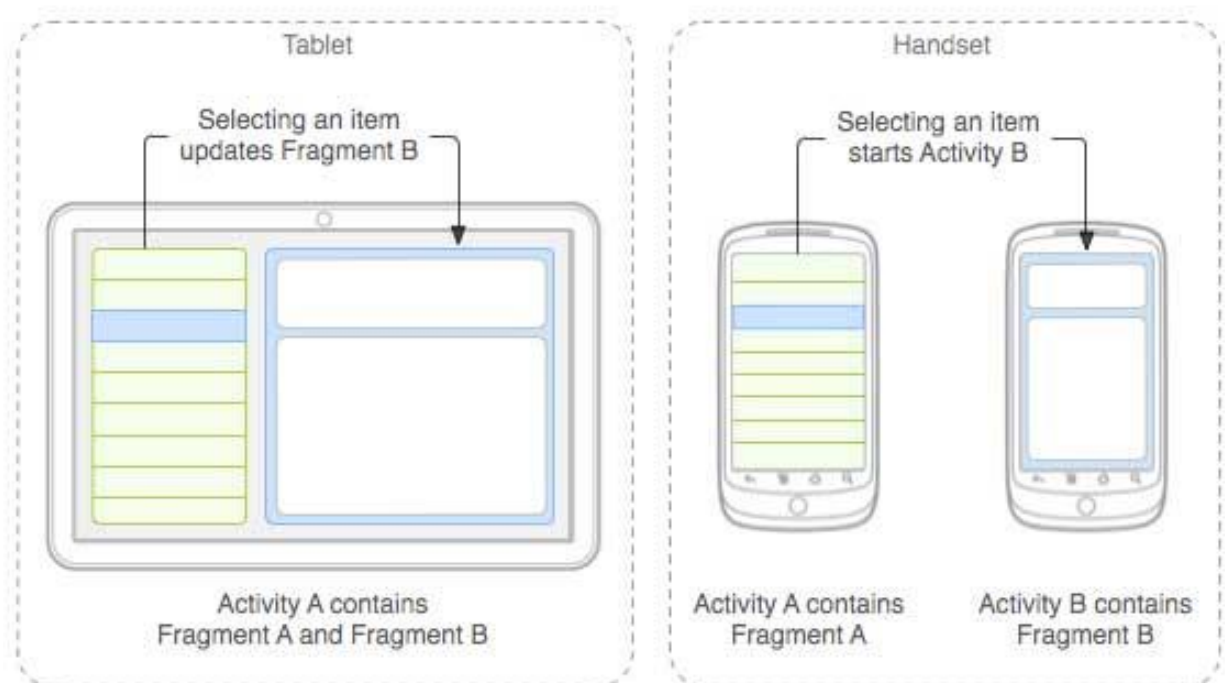 Tablet
Selecting an item
updates Fragment B
Activity A contains
Fragment A and Fragment B
Handset
Selecting an item
starts Activity B
Activity A contains
Fragment A
Activity B contains
Fragment B